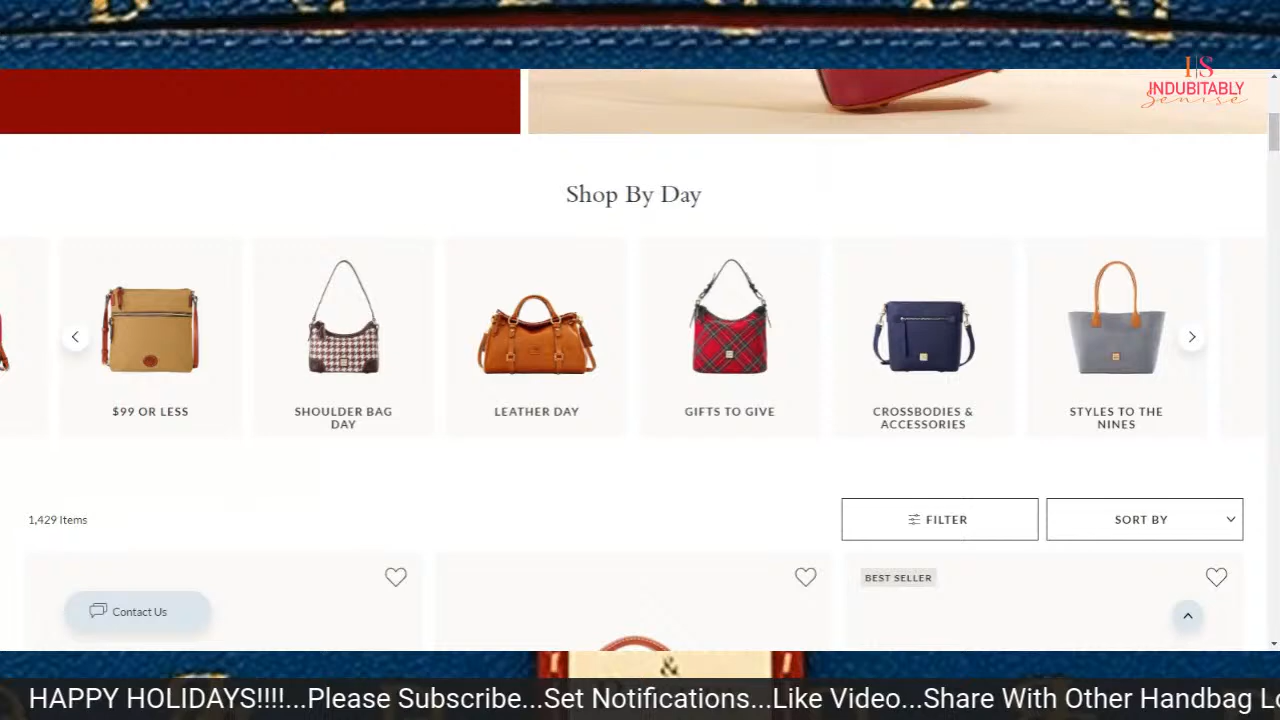 I|S
INDUBITABLY
Senise
Shop By Day
$99 OR LESS
SHOULDER BAG
DAY
LEATHER DAY
GIFTS TO GIVE
CROSSBODIES &
ACCESSORIES
STYLES TO THE
NINES
1,429 Items
FILTER
SORT BY
BEST SELLER
Contact Us
&
HAPPY HOLIDAYS!!!!...Please Subscribe...Set Notifications...Like Video...Share With Other Handbag Lo